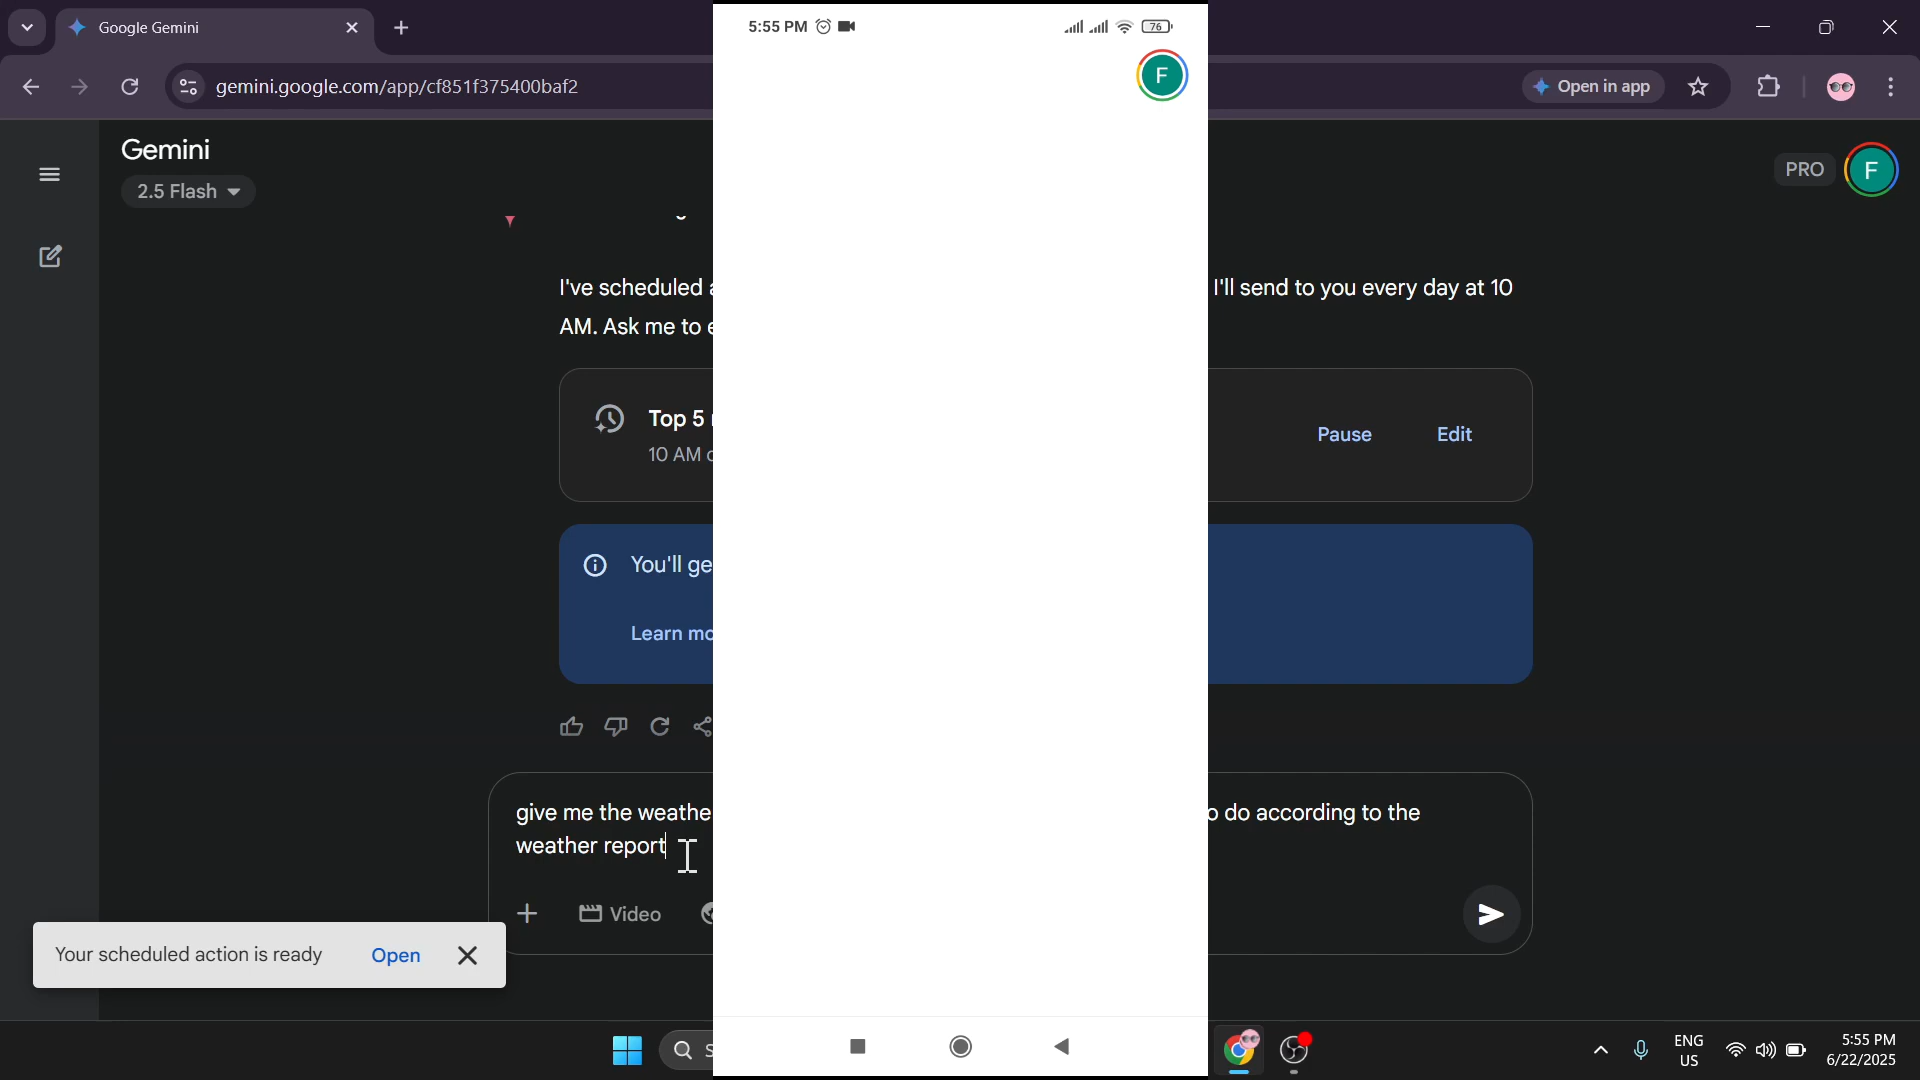 Google Gemini
5:55 PM
76
F
gemini.google.com/app/cf851f375400baf2
Open in app
Gemini
2.5 Flash
PRO
F
I've scheduled
I'll send to you every day at 10
AM. Ask me to
Top 5
10 AM
Pause
Edit
You'll ge
Learn mo
give me the weathe
o do according to the
weather report
Video
Your scheduled action is ready
Open
ENG
US
5:55 PM
6/22/2025